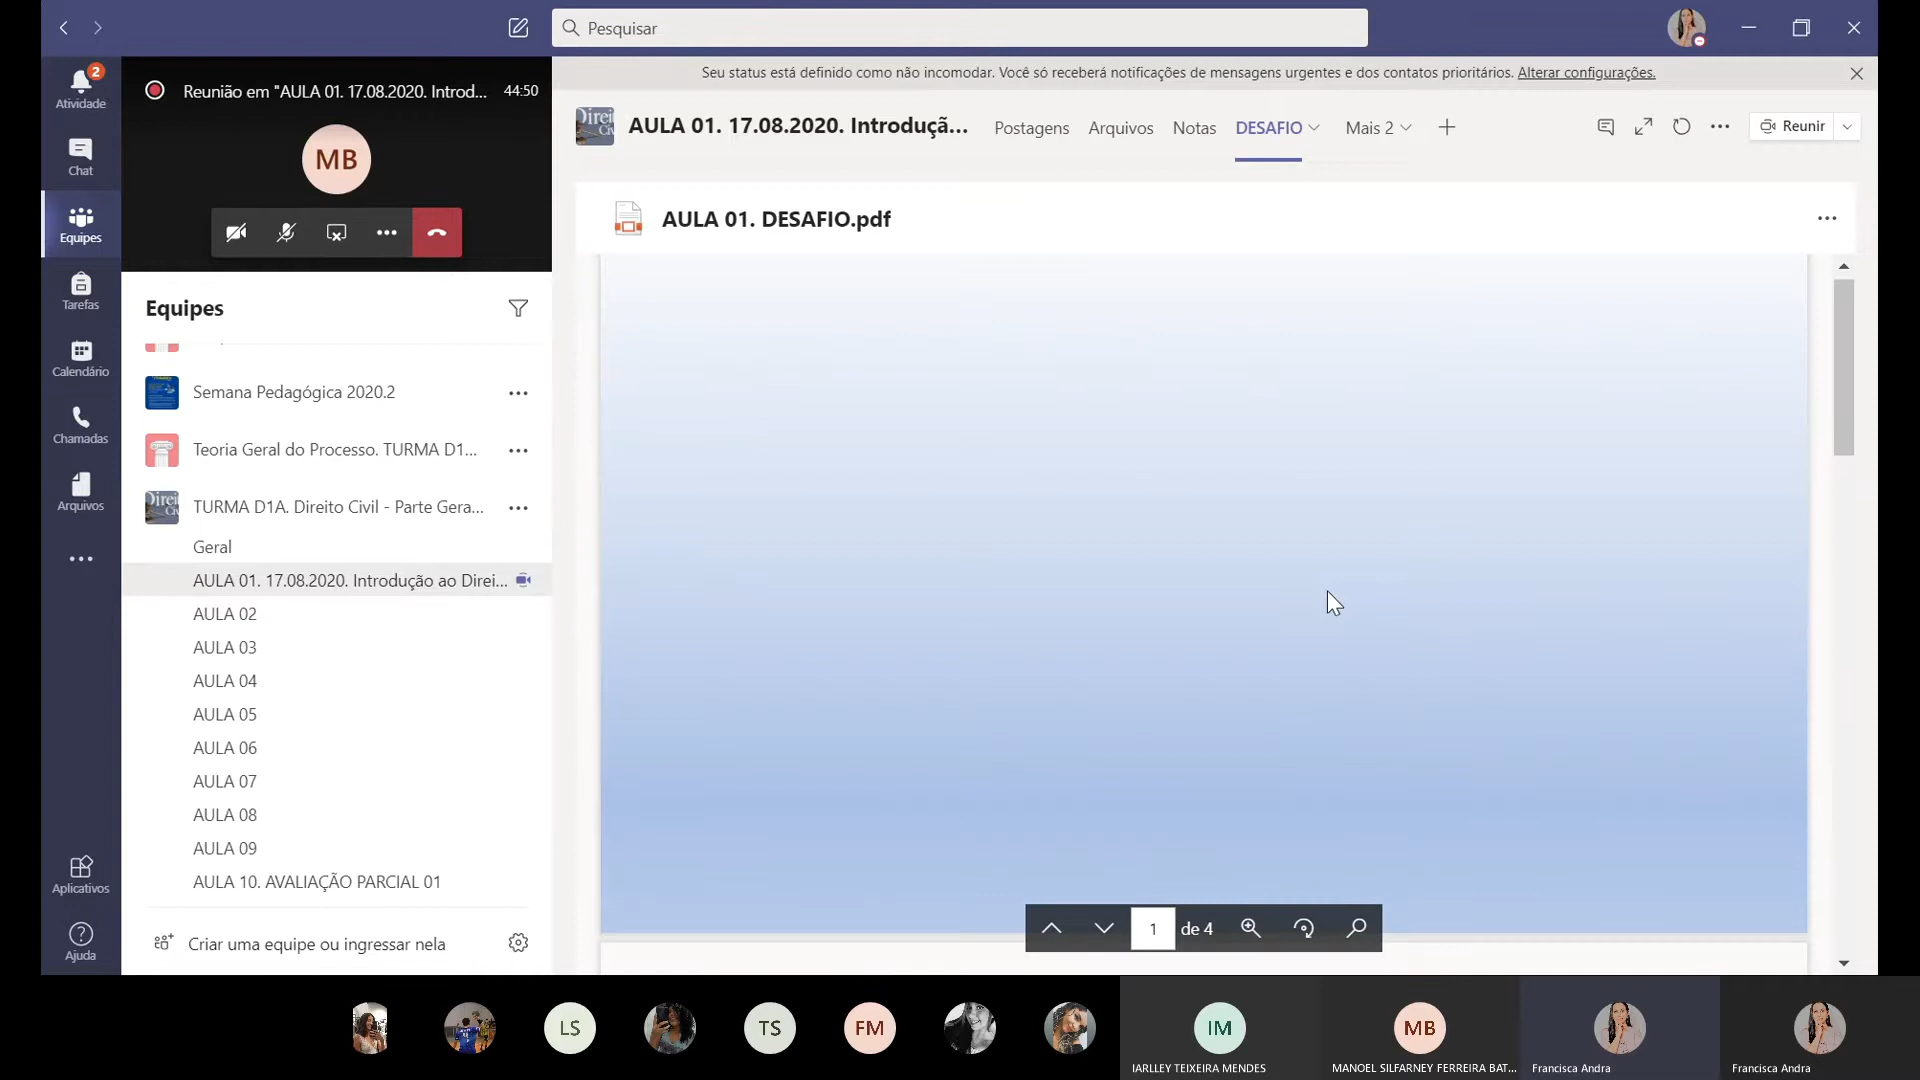 Pesquisar
Seu status está definido como não incomodar. Você só receberá notificações de mensagens urgentes e dos contatos prioritários. Alterar configurações.
2
Atividade
Chat
Equipes
Tarefas
Calendário
Chamadas
Arquivos
Aplicativos
Ajuda
Reunião em "AULA 01. 17.08.2020. Introd... 44:50
MB
Equipes
Semana Pedagógica 2020.2
Teoria Geral do Processo. TURMA D1...
TURMA D1A. Direito Civil - Parte Gera...
Geral
AULA 01. 17.08.2020. Introdução ao Direi...
AULA 02
AULA 03
AULA 04
AULA 05
AULA 06
AULA 07
AULA 08
AULA 09
AULA 10. AVALIAÇÃO PARCIAL 01
Criar uma equipe ou ingressar nela
AULA 01. 17.08.2020. Introduçã... Postagens Arquivos Notas DESAFIO Mais 2 Reunir
AULA 01. DESAFIO.pdf
1 de 4
LS TS FM IM MB
IARLLEY TEIXEIRA MENDES MANOEL SILFARNEY FERREIRA BAT... Francisca Andra Francisca Andra